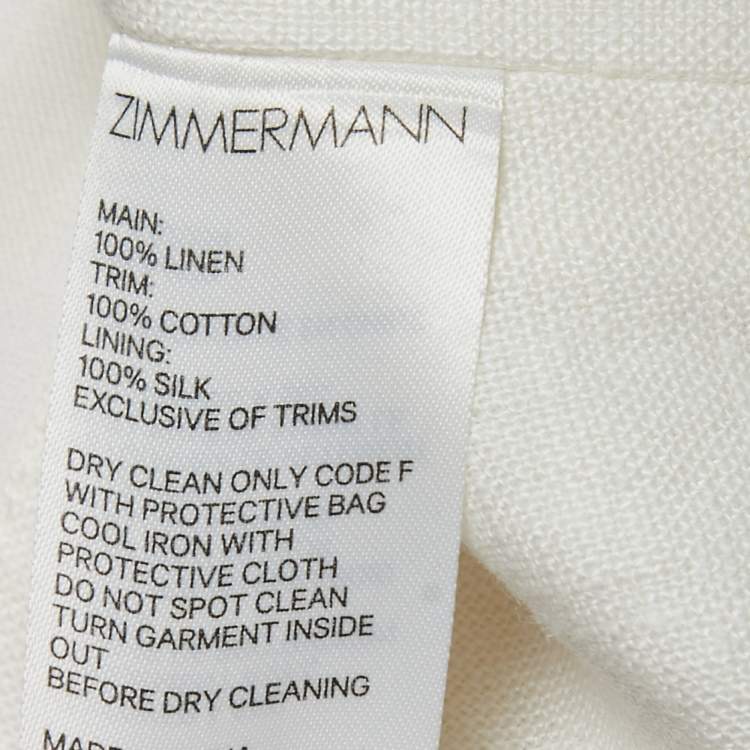 ZIMMERMANN
MAIN:
100% LINEN
TRIM:
100% COTTON
LINING:
100% SILK
EXCLUSIVE OF TRIMS
DRY CLEAN ONLY CODE F
WITH PROTECTIVE BAG
COOL IRON WITH
PROTECTIVE CLOTH
DO NOT SPOT CLEAN
TURN GARMENT INSIDE
OUT
BEFORE DRY CLEANING
MADE